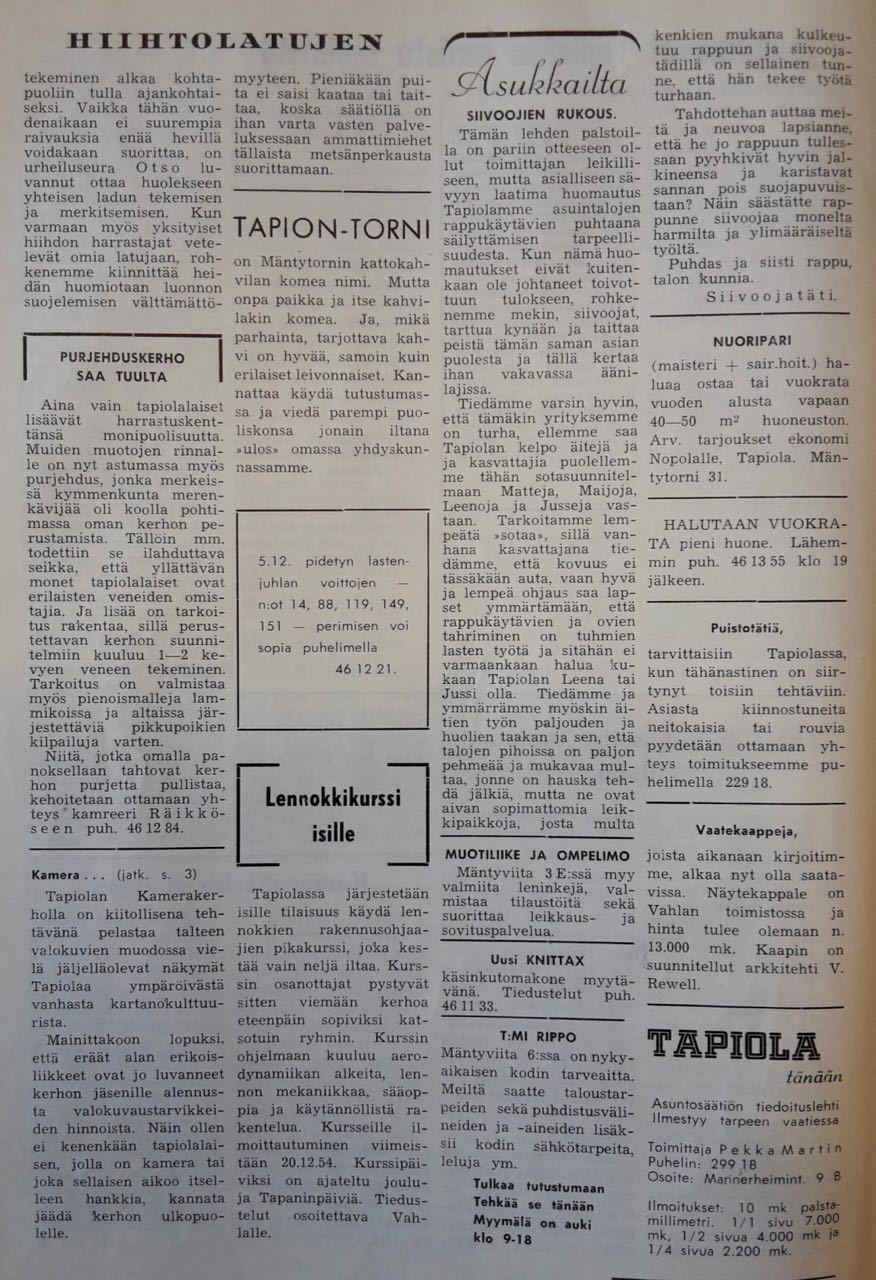 HIIHTOLATUJEN
tekeminen alkaa kohta-
puoliin tulla ajankohtai-
seksi. Vaikka tähän vuo-
denaikaan ei suurempia
raivauksia enää hevillä
voidakaan suorittaa, on
urheiluseura Otso lu-
vannut ottaa huolekseen
yhteisen ladun tekemisen
ja merkitsemisen. Kun
varmaan myös yksityiset
hiihdon harrastajat vete-
levät omia latujaan, roh-
kenemme kiinnittää hei-
dän huomiotaan luonnon
suojelemisen välttämättö-
myyteen. Pieniäkään pui-
ta ei saisi kaataa tai tait-
taa, koska säätiöllä on
ihan varta vasten palve-
luksessaan ammattimiehet
tällaista metsänperkausta
suorittamaan.
PURJEHDUSKERHO
SAA TUULTA
Aina vain tapiolalaiset
lisäävät harrastuskent-
tänsä monipuolisuutta.
Muiden muotojen rinnal-
le on nyt astumassa myös
purjehdus, jonka merkeis-
sä kymmenkunta meren-
kävijää oli koolla pohti-
massa oman kerhon pe-
rustamista. Tällöin mm.
todettiin se ilahduttava
seikka, että yllättävän
monet tapiolalaiset ovat
erilaisten veneiden omis-
tajia. Ja lisää on tarkoi-
tus rakentaa, sillä perus-
tettavan kerhon suunni-
telmiin kuuluu 1—2 ke-
vyen veneen tekeminen.
Tarkoitus on valmistaa
myös pienoismalleja lam-
mikoissa ja altaissa jär-
jestettäviä pikkupoikien
kilpailuja varten.
Niitä, jotka omalla pa-
noksellaan tahtovat ker-
hon purjetta pullistaa,
kehoitetaan ottamaan yh-
teys kamreeri Räikkö-
seen puh. 46 12 84.
Kamera . . . (jatk. s. 3)
Tapiolan Kameraker-
holla on kiitollisena teh-
tävänä pelastaa talteen
valokuvien muodossa vie-
lä jäljelläolevat näkymät
Tapiolaa ympäröivästä
vanhasta kartanokulttuu-
rista.
Mainittakoon lopuksi,
että eräät alan erikois-
liikkeet ovat jo luvanneet
kerhon jäsenille alennus-
ta valokuvaustarvikkei-
den hinnoista. Näin ollen
ei kenenkään tapiolalai-
sen, jolla on kamera tai
joka sellaisen aikoo itsel-
leen hankkia, kannata
jäädä kerhon ulkopuo-
lelle.
TAPION-TORNI
on Mäntytornin kattokah-
vilan komea nimi. Mutta
onpa paikka ja itse kahvi-
lakin komea. Ja, mikä
parhainta, tarjottava kah-
vi on hyvää, samoin kuin
erilaiset leivonnaiset. Kan-
nattaa käydä tutustumas-
sa ja viedä parempi puo-
liskonsa jonain iltana
»ulos» omassa yhdyskun-
nassamme.
5.12. pidetyn lasten-
juhlan voittojen —
n:ot 14, 88, 119, 149,
151 — perimisen voi
sopia puhelimella
46 12 21.
Lennokkikurssi
isille
Tapiolassa järjestetään
isille tilaisuus käydä len-
nokkien rakennusohjaa-
jien pikakurssi, joka kes-
tää vain neljä iltaa. Kurs-
sin osanottajat pystyvät
sitten viemään kerhoa
eteenpäin sopiviksi kat-
sotuin ryhmin. Kurssin
ohjelmaan kuuluu aero-
dynamiikan alkeita, len-
non mekaniikkaa, sääop-
pia ja käytännöllistä ra-
kentelua. Kursseille il-
moittautuminen viimeis-
tään 20.12.54. Kurssipäi-
viksi on ajateltu joulu-
ja Tapaninpäiviä. Tiedus-
telut osoitettava Vah-
lalle.
Asukkailta
SIIVOOJIEN RUKOUS.
Tämän lehden palstoil-
la on pariin otteeseen ol-
lut toimittajan leikilli-
seen, mutta asialliseen sä-
vyyn laatima huomautus
Tapiolamme asuintalojen
rappukäytävien puhtaana
säilyttämisen tarpeelli-
suudesta. Kun nämä huo-
mautukset eivät kuiten-
kaan ole johtaneet toivot-
tuun tulokseen, rohke-
nemme mekin, siivoojat,
tarttua kynään ja taittaa
peistä tämän saman asian
puolesta ja tällä kertaa
ihan vakavassa ääni-
lajissa.
Tiedämme varsin hyvin,
että tämäkin yrityksemme
on turha, ellemme saa
Tapiolan kelpo äitejä ja
ja kasvattajia puolellem-
me tähän sotasuunnitel-
maan Matteja, Maijoja,
Leenoja ja Jusseja vas-
taan. Tarkoitamme lem-
peätä »sotaa», sillä van-
hana kasvattajana tie-
dämme, että kovuus ei
tässäkään auta, vaan hyvä
ja lempeä ohjaus saa lap-
set ymmärtämään, että
rappukäytävien ja ovien
tahriminen on tuhmien
lasten työtä ja sitähän ei
varmaankaan halua ku-
kaan Tapiolan Leena tai
Jussi olla. Tiedämme ja
ymmärrämme myöskin äi-
tien työn paljouden ja
huolien taakan ja sen, että
talojen pihoissa on paljon
pehmeää ja mukavaa mul-
taa, jonne on hauska teh-
dä jälkiä, mutta ne ovat
aivan sopimattomia leik-
kipaikkoja, josta multa
kenkien mukana kulkeu-
tuu rappuun ja siivooja-
tädillä on sellainen tun-
ne, että hän tekee työtä
turhaan.
Tahdottehan auttaa mei-
tä ja neuvoa lapsianne,
että he jo rappuun tulles-
saan pyyhkivät hyvin jal-
kineensa ja karistavat
sannan pois suojapuvuis-
taan? Näin säästätte rap-
punne siivoojaa monelta
harmilta ja ylimääräiseltä
työltä.
Puhdas ja siisti rappu,
talon kunnia.
Siivoojatäti.
MUOTILIIKE JA OMPELIMO
Mäntyviita 3 E:ssä myy
valmiita leninkejä, val-
mistaa tilaustöitä sekä
suorittaa leikkaus- ja
sovituspalvelua.
Uusi KNITTAX
käsinkutomakone myytä-
vänä. Tiedustelut puh.
46 11 33.
T:MI RIPPO
Mäntyviita 6:ssa on nyky-
aikaisen kodin tarveaitta.
Meiltä saatte taloustar-
peiden sekä puhdistusväli-
neiden ja -aineiden lisäk-
sii kodin sähkötarpeita,
leluja ym.
Tulkaa tutustumaan
Tehkää se tänään
Myymälä on auki
klo 9-18
NUORIPARI
(maisteri + sair.hoit.) ha-
luaa ostaa tai vuokrata
vuoden alusta vapaan
40—50 m² huoneuston.
Arv. tarjoukset ekonomi
Nopolalle, Tapiola. Män-
tytorni 31.
HALUTAAN VUOKRA-
TA pieni huone. Lähem-
min puh. 46 13 55 klo 19
jälkeen.
Puistotätiä,
tarvittaisiin Tapiolassa,
kun tähänastinen on siir-
tynyt toisiin tehtäviin.
Asiasta kiinnostuneita
neitokaisia tai rouvia
pyydetään ottamaan yh-
teys toimitukseemme pu-
helimella 229 18.
Vaatekaappeja,
joista aikanaan kirjoitim-
me, alkaa nyt olla saata-
vissa. Näytekappale on
Vahlan toimistossa ja
hinta tulee olemaan n.
13.000 mk. Kaapin on
suunnitellut arkkitehti V.
Rewell.
TAPIOLA
tänään
Asuntosäätiön tiedoituslehti
Ilmestyy tarpeen vaatiessa
Toimittaja Pekka Martin
Puhelin: 299 18
Osoite: Mannerheimint. 9 B
Ilmoitukset: 10 mk palsta-
millimetri. 1/1 sivu 7.000
mk, 1/2 sivua 4.000 mk ja
1/4 sivua 2.200 mk.